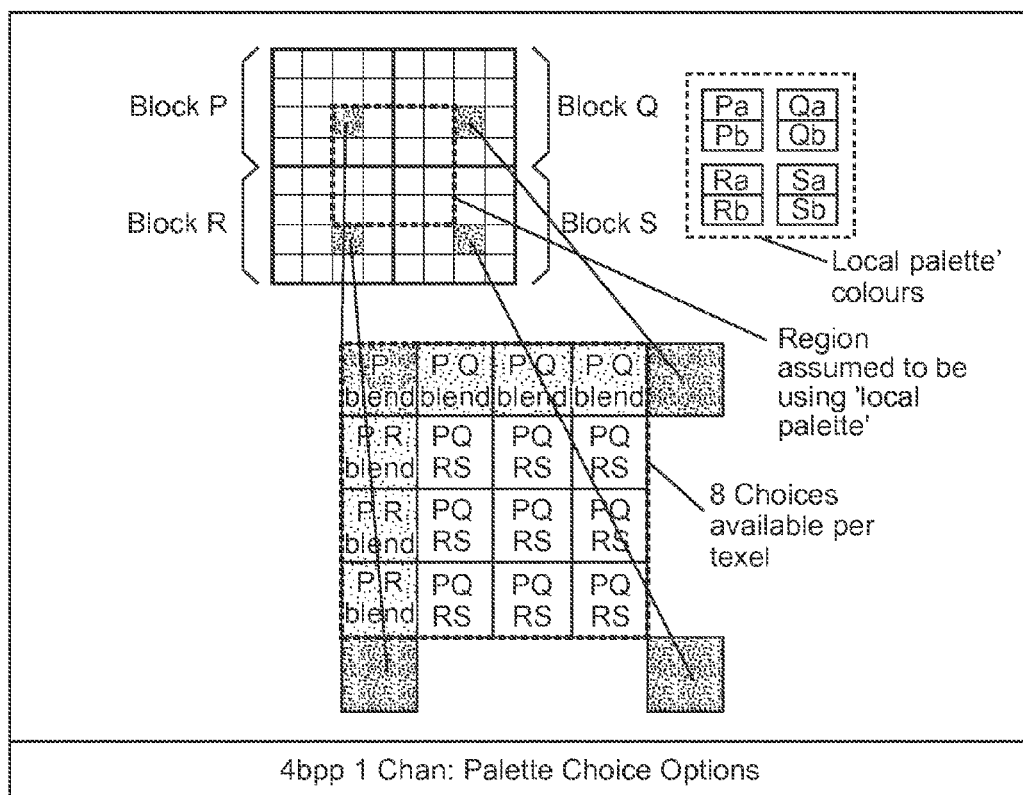 Block P
Block Q
Block R
Block S
Pa Qa
Pb Qb
Ra Sa
Rb Sb
Local palette'
colours
Region
assumed to be
using 'local
palette'
8 Choices
available per
texel
P P Q P Q P Q
blend blend blend blend
P R PQ PQ PQ
blend RS RS RS
P R PQ PQ PQ
blend RS RS RS
P R PQ PQ PQ
blend RS RS RS
4bpp 1 Chan: Palette Choice Options